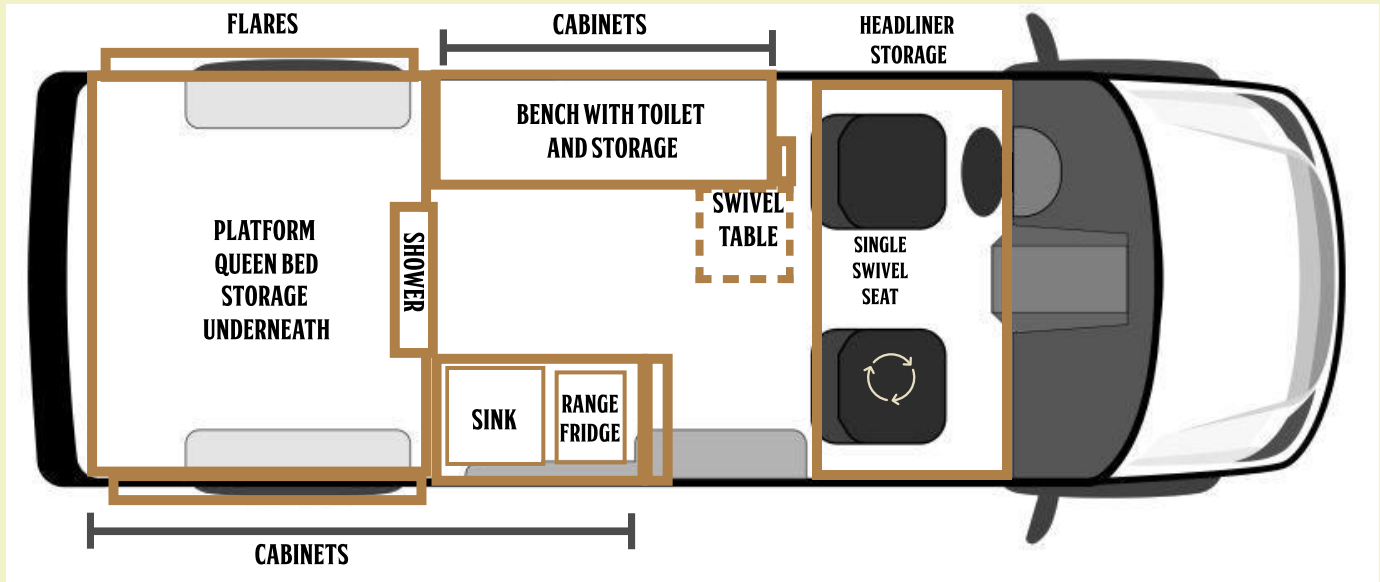 FLARES
CABINETS
HEADLINER
STORAGE
BENCH WITH TOILET
AND STORAGE
SWIVEL
TABLE
PLATFORM
QUEEN BED
STORAGE
UNDERNEATH
SHOWER
SINGLE
SWIVEL
SEAT
SINK
RANGE
FRIDGE
CABINETS